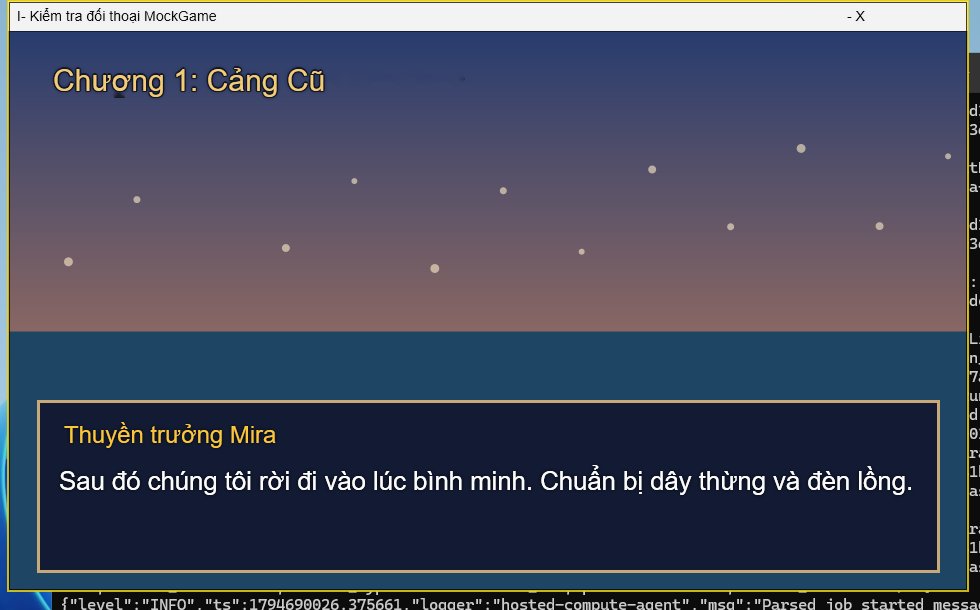 I- Kiểm tra đối thoại MockGame - X
Chương 1: Cảng Cũ
Thuyền trưởng Mira
Sau đó chúng tôi rời đi vào lúc bình minh. Chuẩn bị dây thừng và đèn lồng.
{"level":"INFO","ts":1794690026.375661,"logger":"hosted-compute-agent","msg":"Parsed job started